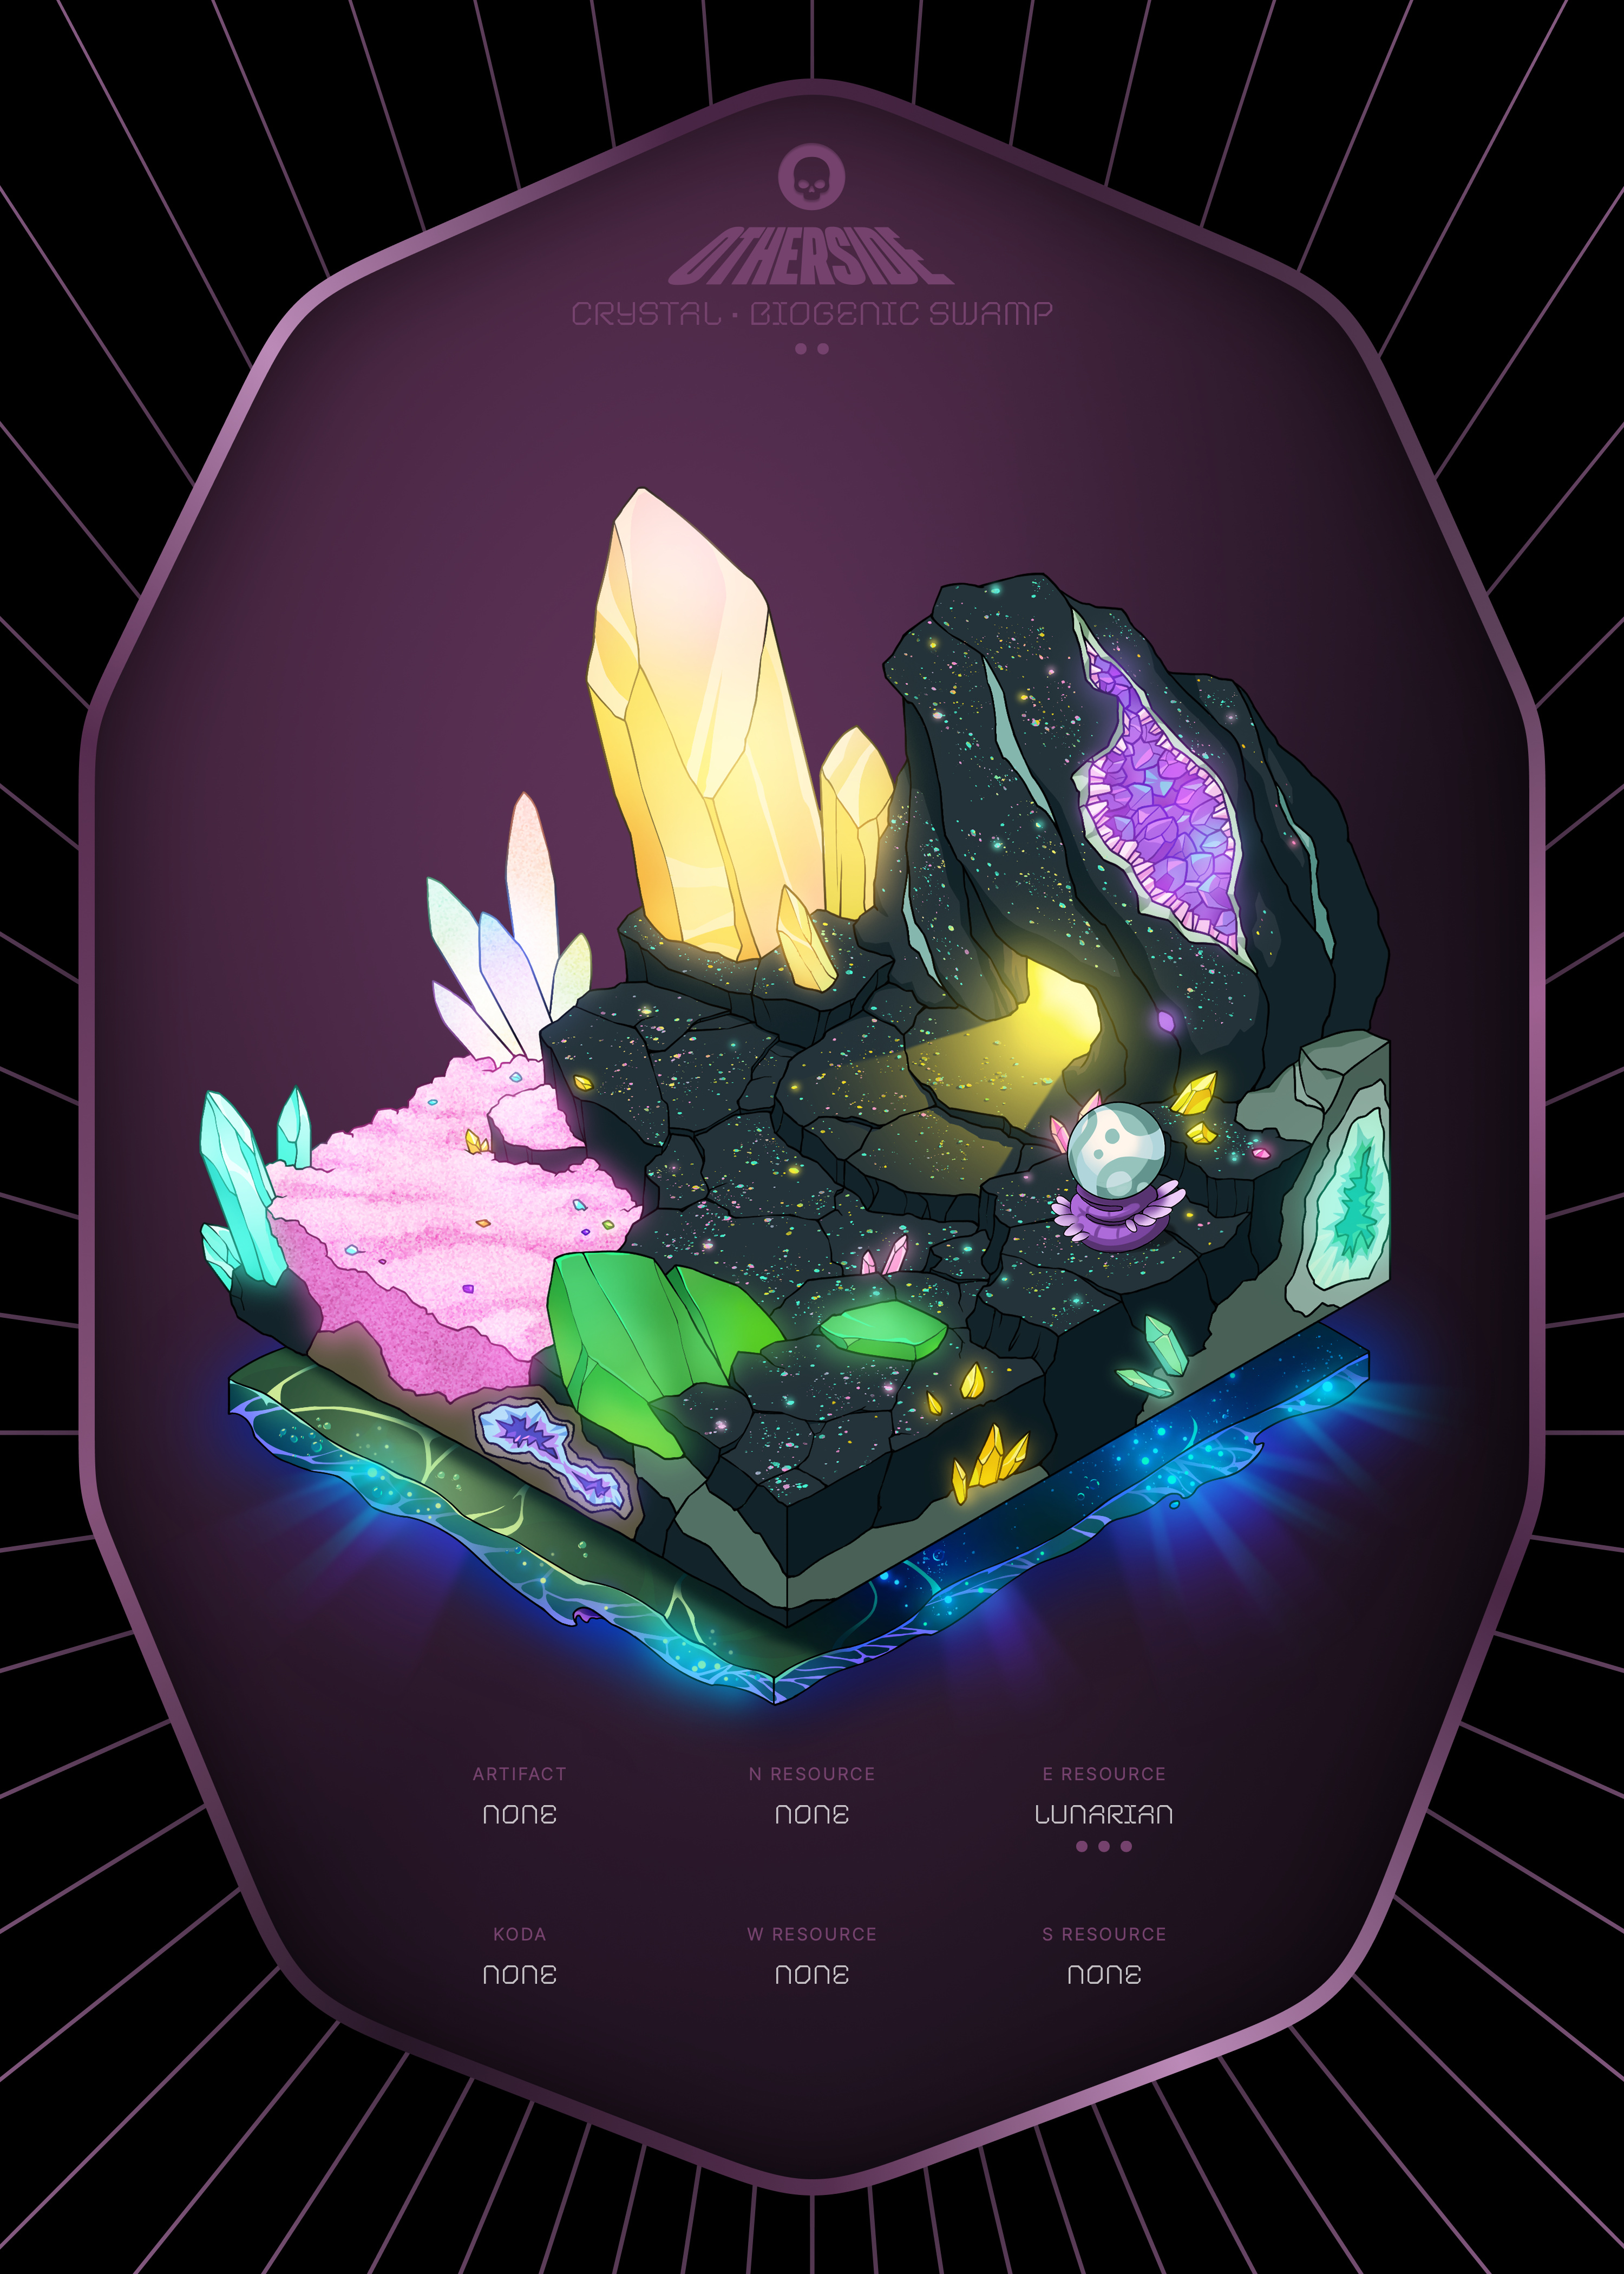 OTHERSIDE
CRYSTAL · BIOGENIC SWAMP
ARTIFACT N RESOURCE E RESOURCE
NONE NONE LUNARIAN
KODA W RESOURCE S RESOURCE
NONE NONE NONE